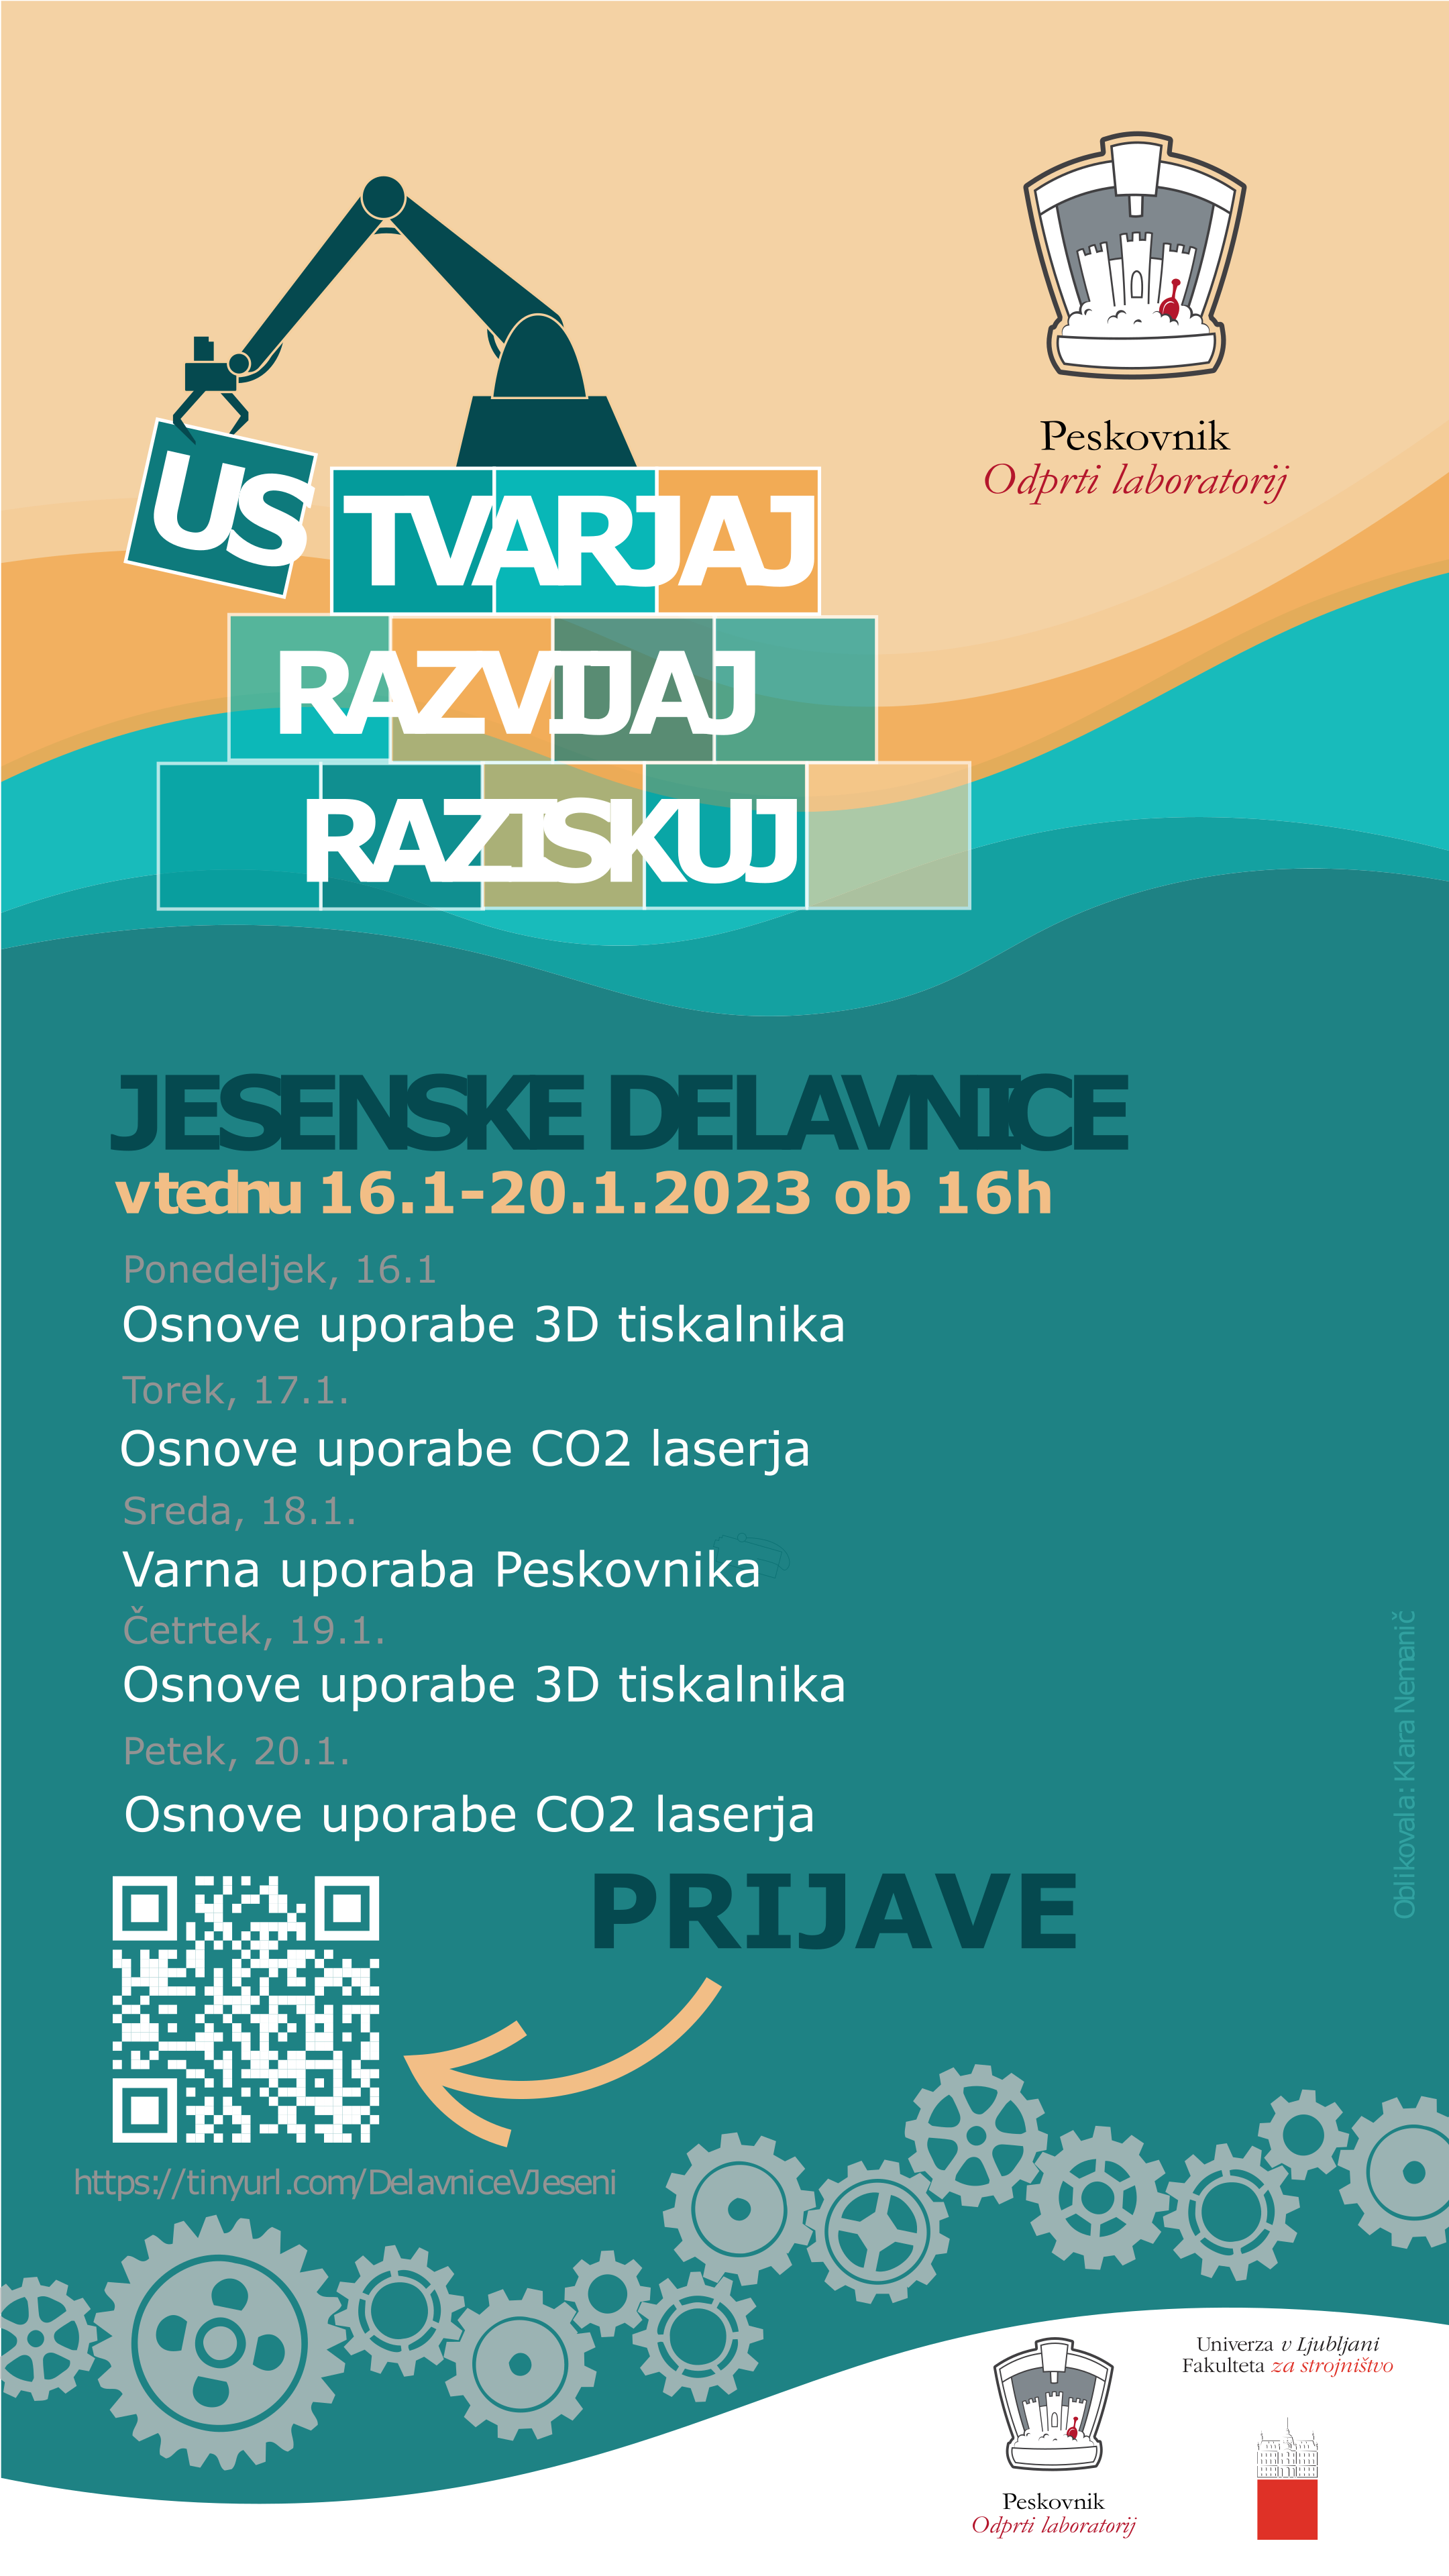 Peskovnik
Odprti laboratorij
USTVARJAJ
RAZVIJAJ
RAZISKUJ
JESENSKE DELAVNICE
v tednu 16.1-20.1.2023 ob 16h
Ponedeljek, 16.1
Osnove uporabe 3D tiskalnika
Torek, 17.1.
Osnove uporabe CO2 laserja
Sreda, 18.1.
Varna uporaba Peskovnika
Četrtek, 19.1.
Osnove uporabe 3D tiskalnika
Petek, 20.1.
Osnove uporabe CO2 laserja
Oblikovala: Klara Nemanič
PRIJAVE
https://tinyurl.com/DelavniceVJeseni
Univerza v Ljubljani
Fakulteta za strojništvo
Peskovnik
Odprti laboratorij